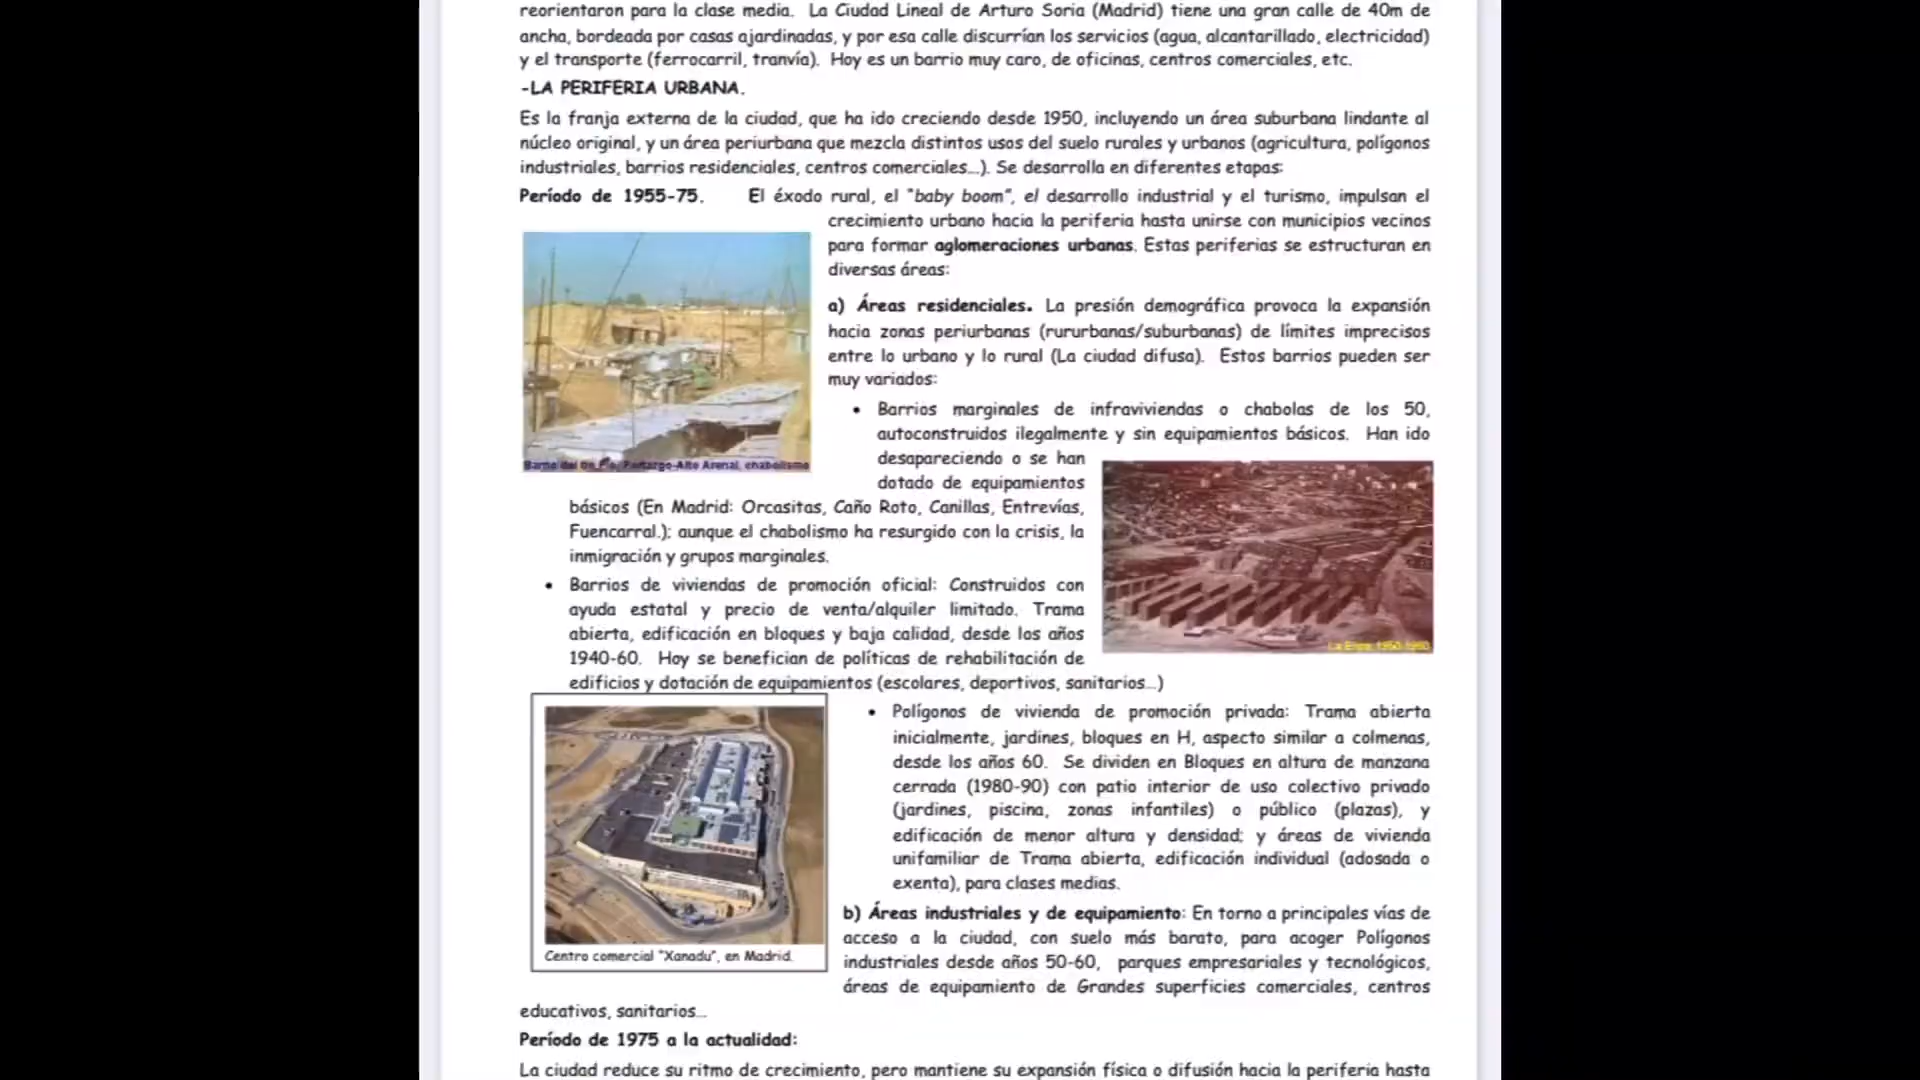 reorientaron para la clase media. La Ciudad Lineal de Arturo Soria (Madrid) tiene una gran calle de 40m de
ancha, bordeada por casas ajardinadas, y por esa calle discurrían los servicios (agua, alcantarillado, electricidad)
y el transporte (ferrocarril, tranvía). Hoy es un barrio muy caro, de oficinas, centros comerciales, etc.
-LA PERIFERIA URBANA.
Es la franja externa de la ciudad, que ha ido creciendo desde 1950, incluyendo un área suburbana lindante al
núcleo original, y un área periurbana que mezcla distintos usos del suelo rurales y urbanos (agricultura, polígonos
industriales, barrios residenciales, centros comerciales...). Se desarrolla en diferentes etapas:
Período de 1955-75. El éxodo rural, el "baby boom", el desarrollo industrial y el turismo, impulsan el
crecimiento urbano hacia la periferia hasta unirse con municipios vecinos
para formar aglomeraciones urbanas. Estas periferias se estructuran en
diversas áreas:
a) Áreas residenciales. La presión demográfica provoca la expansión
hacia zonas periurbanas (rururbanas/suburbanas) de límites imprecisos
entre lo urbano y lo rural (La ciudad difusa). Estos barrios pueden ser
muy variados:
• Barrios marginales de infraviviendas o chabolas de los 50,
autoconstruidos ilegalmente y sin equipamientos básicos. Han ido
desapareciendo o se han
dotado de equipamientos
básicos (En Madrid: Orcasitas, Caño Roto, Canillas, Entrevías,
Fuencarral.); aunque el chabolismo ha resurgido con la crisis, la
inmigración y grupos marginales.
Alto Arenal, chabolismo
• Barrios de viviendas de promoción oficial: Construidos con
ayuda estatal y precio de venta/alquiler limitado. Trama
abierta, edificación en bloques y baja calidad, desde los años
1940-60. Hoy se benefician de políticas de rehabilitación de
edificios y dotación de equipamientos (escolares, deportivos, sanitarios...)
La 1950-1960
• Polígonos de vivienda de promoción privada: Trama abierta
inicialmente, jardines, bloques en H, aspecto similar a colmenas,
desde los años 60. Se dividen en Bloques en altura de manzana
cerrada (1980-90) con patio interior de uso colectivo privado
(jardines, piscina, zonas infantiles) o público (plazas), y
edificación de menor altura y densidad; y áreas de vivienda
unifamiliar de Trama abierta, edificación individual (adosada o
exenta), para clases medias.
Centro comercial "Xanadu", en Madrid.
b) Áreas industriales y de equipamiento: En torno a principales vías de
acceso a la ciudad, con suelo más barato, para acoger Polígonos
industriales desde años 50-60, parques empresariales y tecnológicos,
áreas de equipamiento de Grandes superficies comerciales, centros
educativos, sanitarios...
Período de 1975 a la actualidad:
La ciudad reduce su ritmo de crecimiento, pero mantiene su expansión física o difusión hacia la periferia hasta